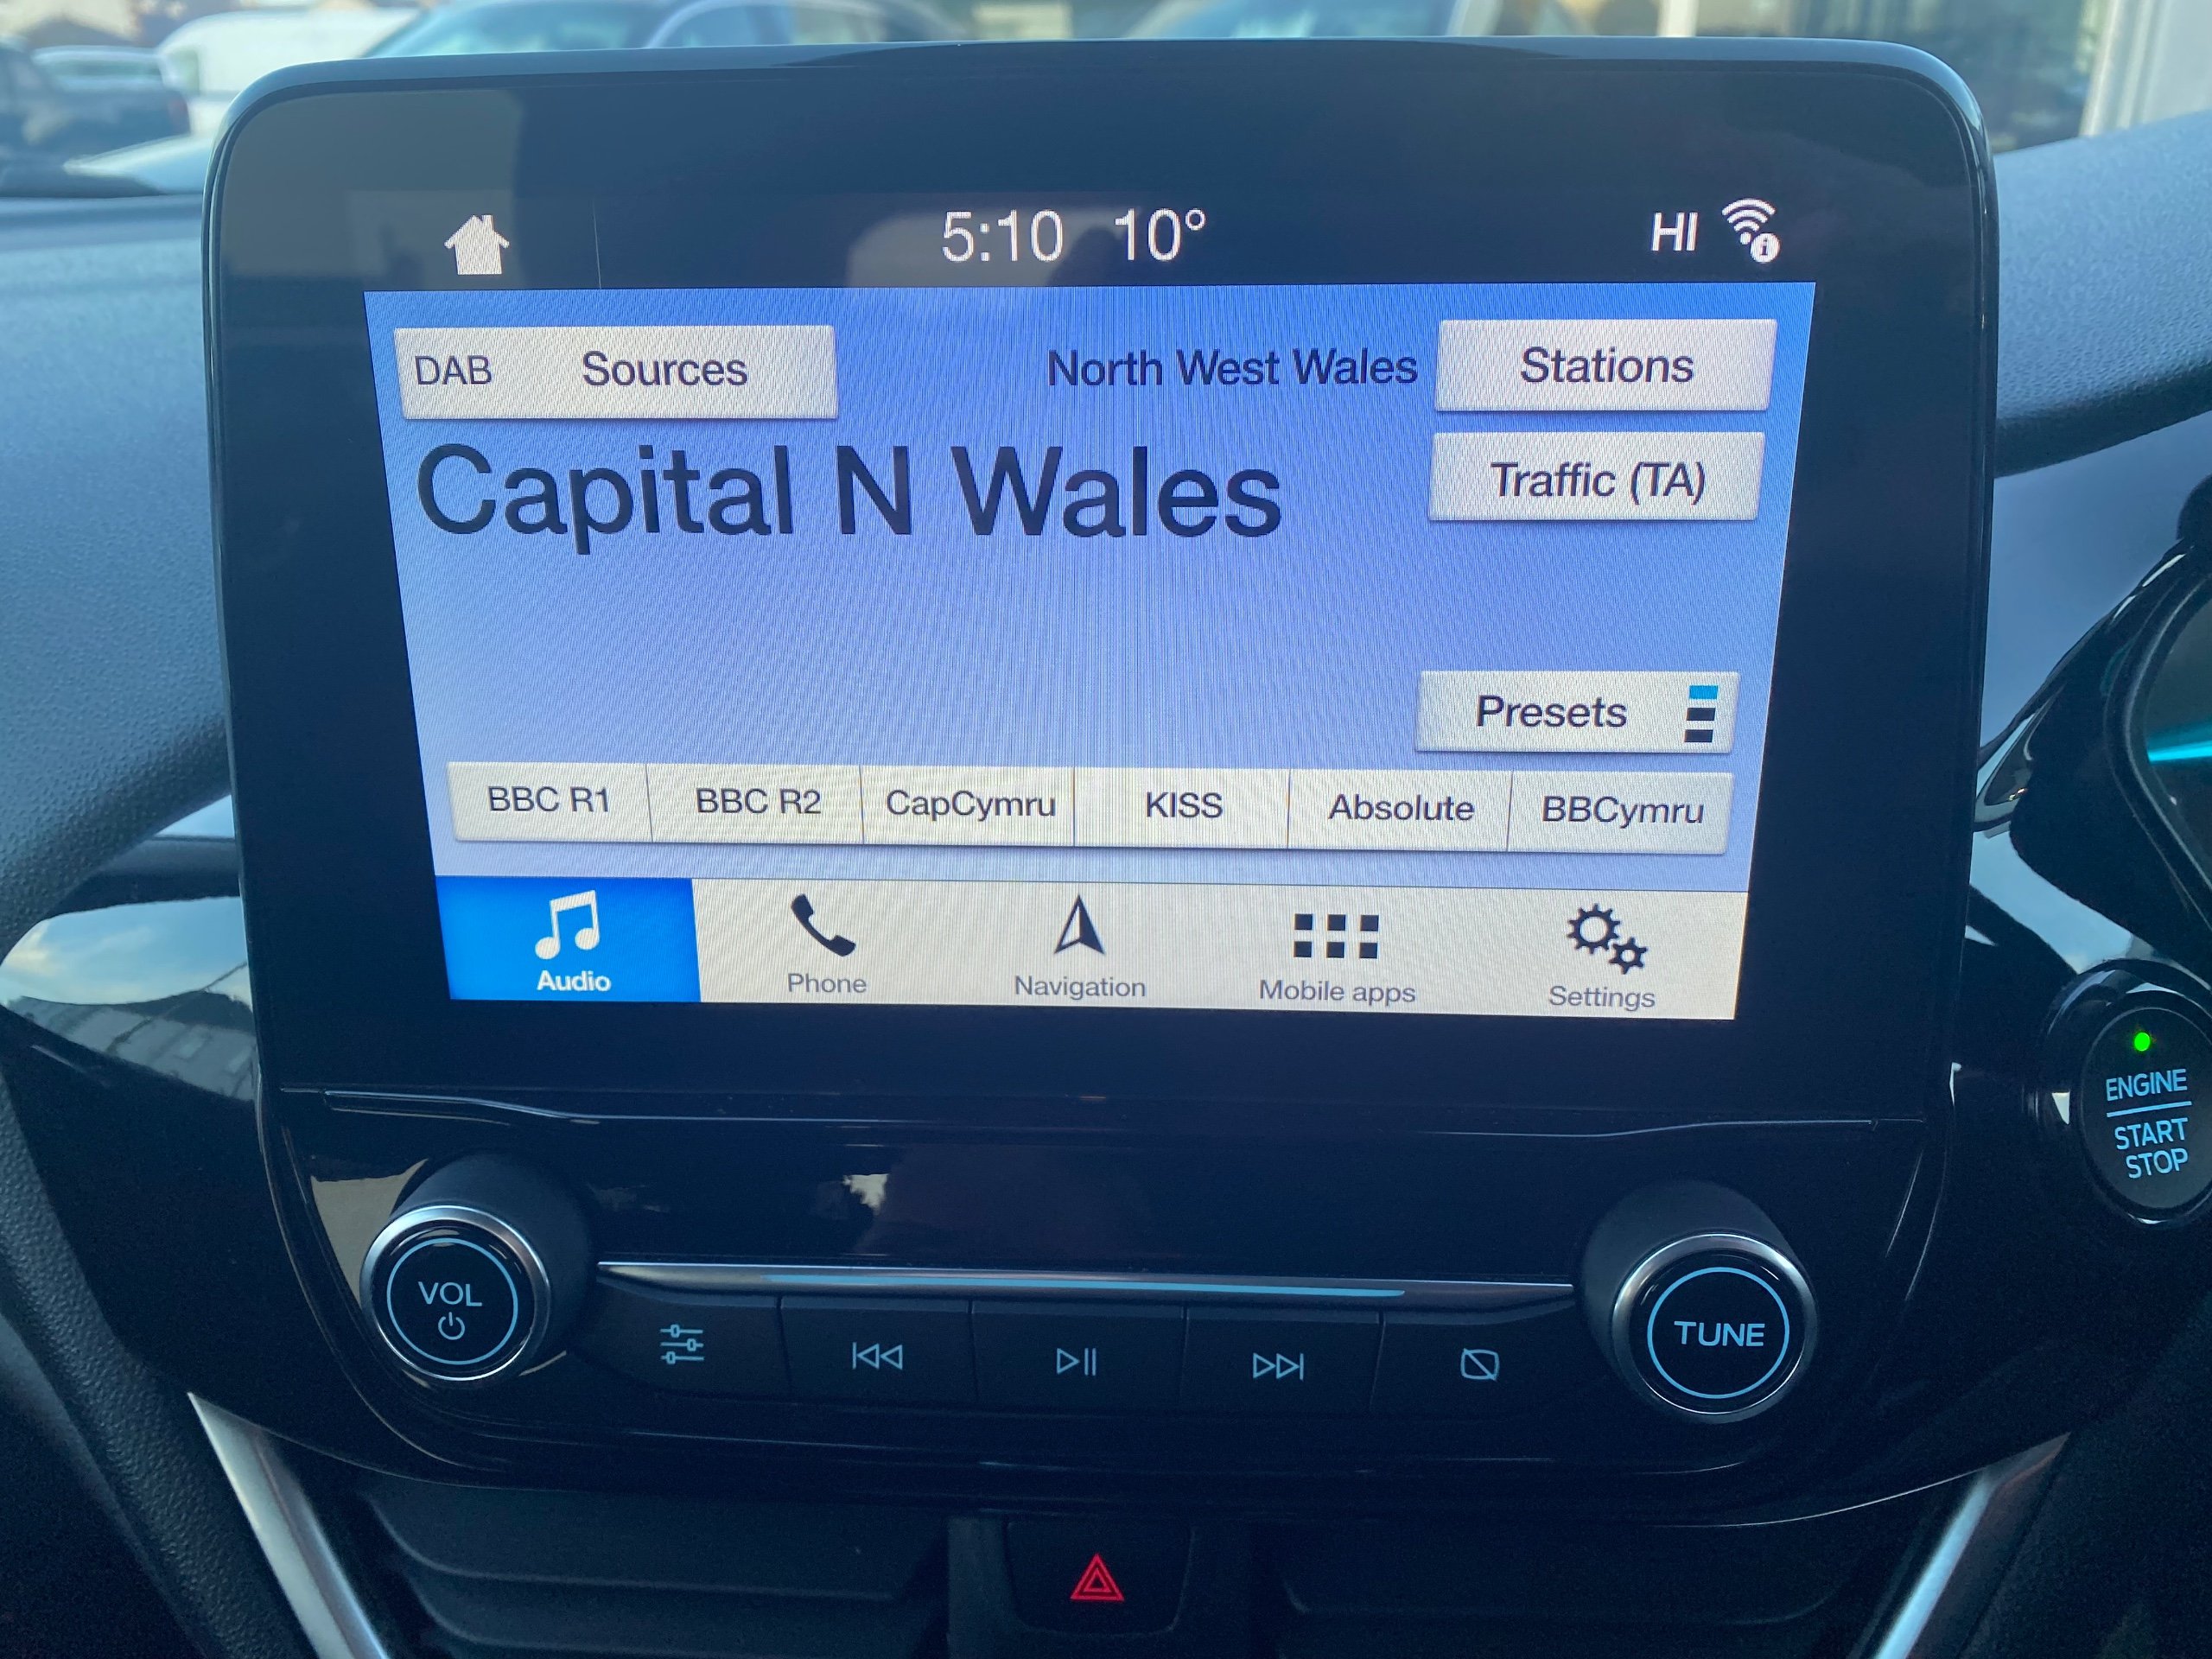 5:10 10° HI
DAB Sources North West Wales Stations
Capital N Wales Traffic (TA)
Presets
BBC R1 BBC R2 CapCymru KISS Absolute BBCymru
Audio Phone Navigation Mobile apps Settings
ENGINE
START
STOP
VOL
TUNE